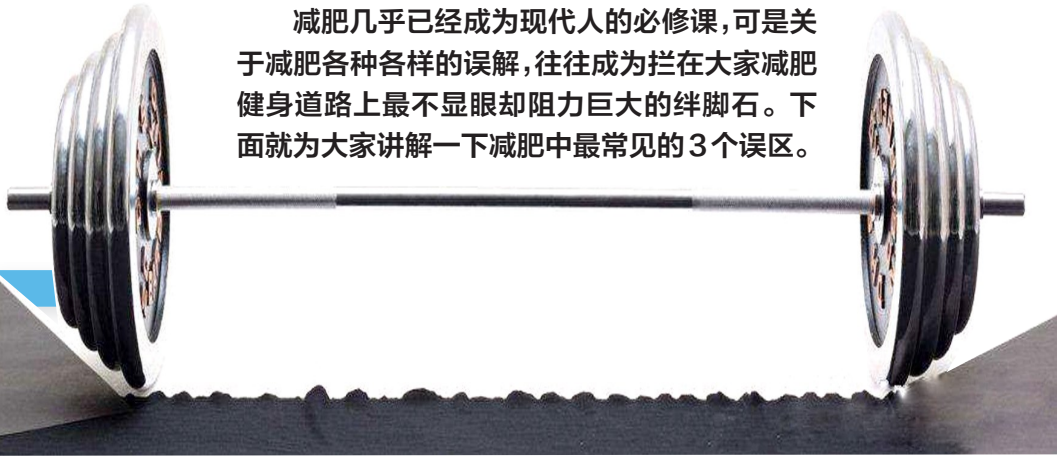 减肥几乎已经成为现代人的必修课,可是关
于减肥各种各样的误解,往往成为拦在大家减肥
健身道路上最不显眼却阻力巨大的绊脚石。下
面就为大家讲解一下减肥中最常见的3个误区。